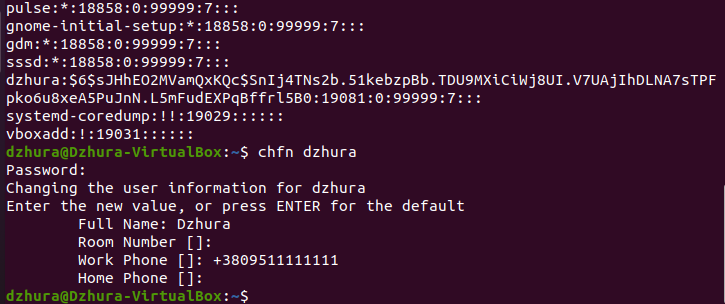 pulse:*:18858:0:99999:7:::
gnome-initial-setup:*:18858:0:99999:7:::
gdm:*:18858:0:99999:7:::
sssd:*:18858:0:99999:7:::
dzhura:$6$sJHhEO2MVamQxKQc$SnIj4TNs2b.51kebzpBb.TDU9MXiCiWj8UI.V7UAjIhDLNA7sTPF
pko6u8xeA5PuJnN.L5mFudEXPqBffrl5B0:19081:0:99999:7:::
systemd-coredump:!!:19029::::::
vboxadd:!:19031::::::
dzhura@Dzhura-VirtualBox:~$ chfn dzhura
Password:
Changing the user information for dzhura
Enter the new value, or press ENTER for the default
        Full Name: Dzhura
        Room Number []:
        Work Phone []: +3809511111111
        Home Phone []:
dzhura@Dzhura-VirtualBox:~$